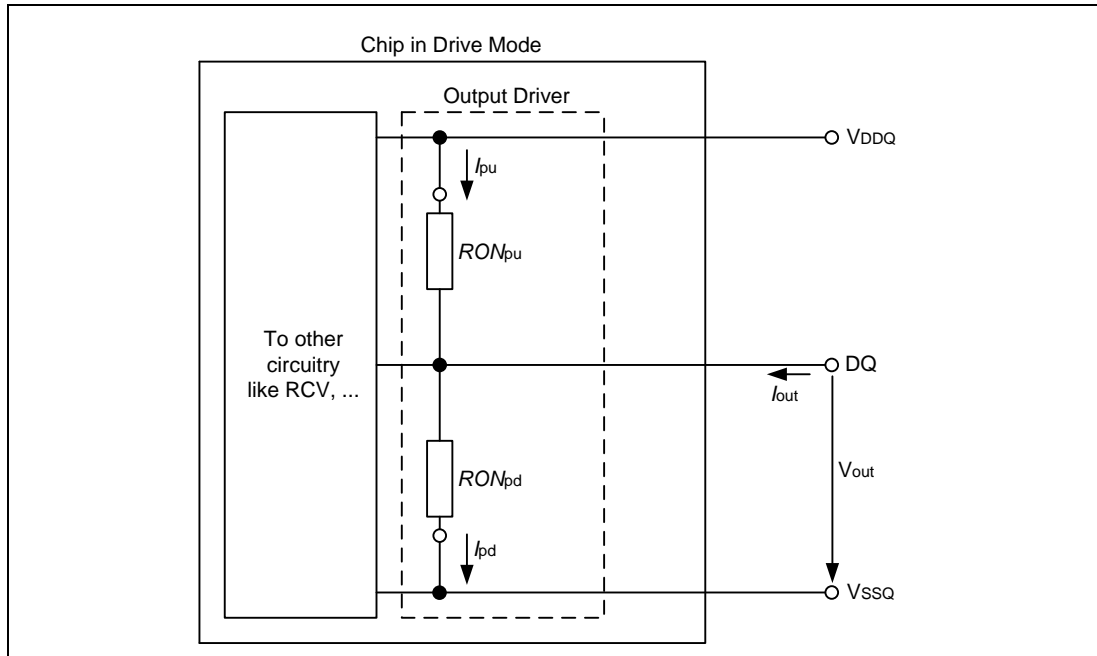 Chip in Drive Mode
Output Driver
VDDQ
Ipu
RONpu
To other
circuitry
like RCV, ...
DQ
Iout
RONpd
Vout
Ipd
VSSQ